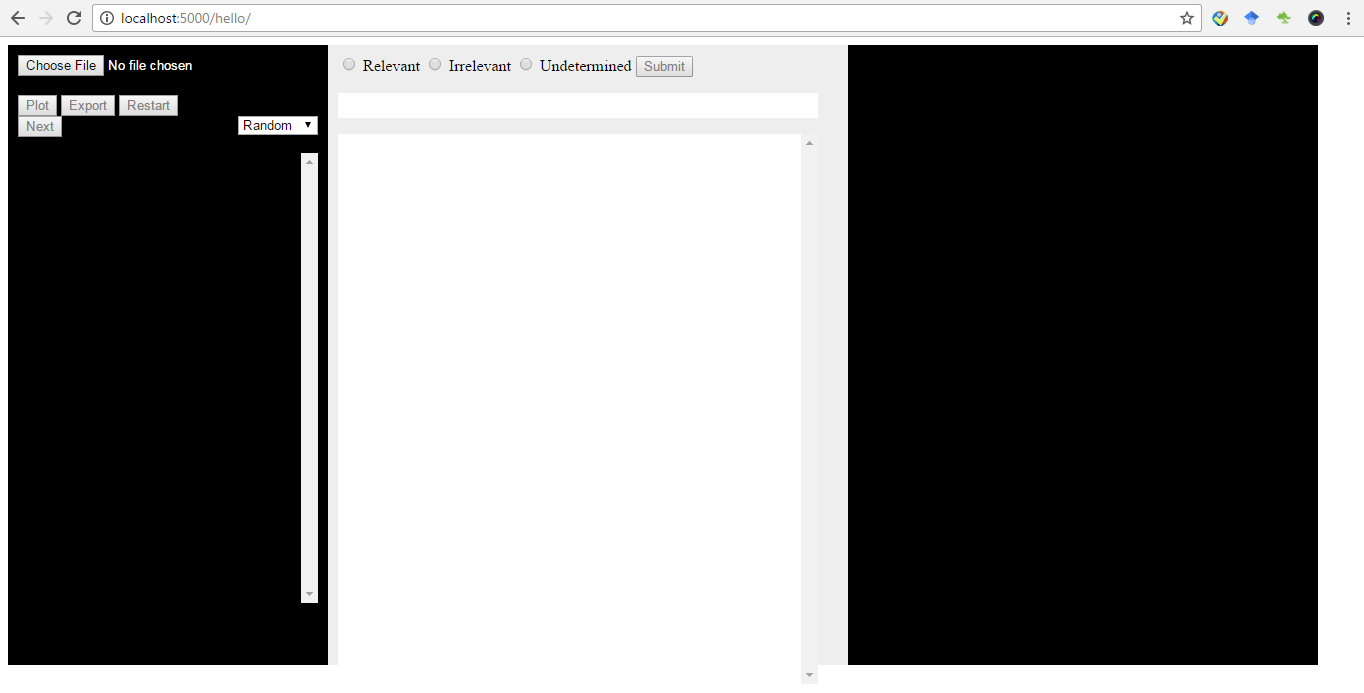 localhost:5000/hello/
Choose File No file chosen
Relevant Irrelevant Undetermined Submit
Plot Export Restart
Next Random